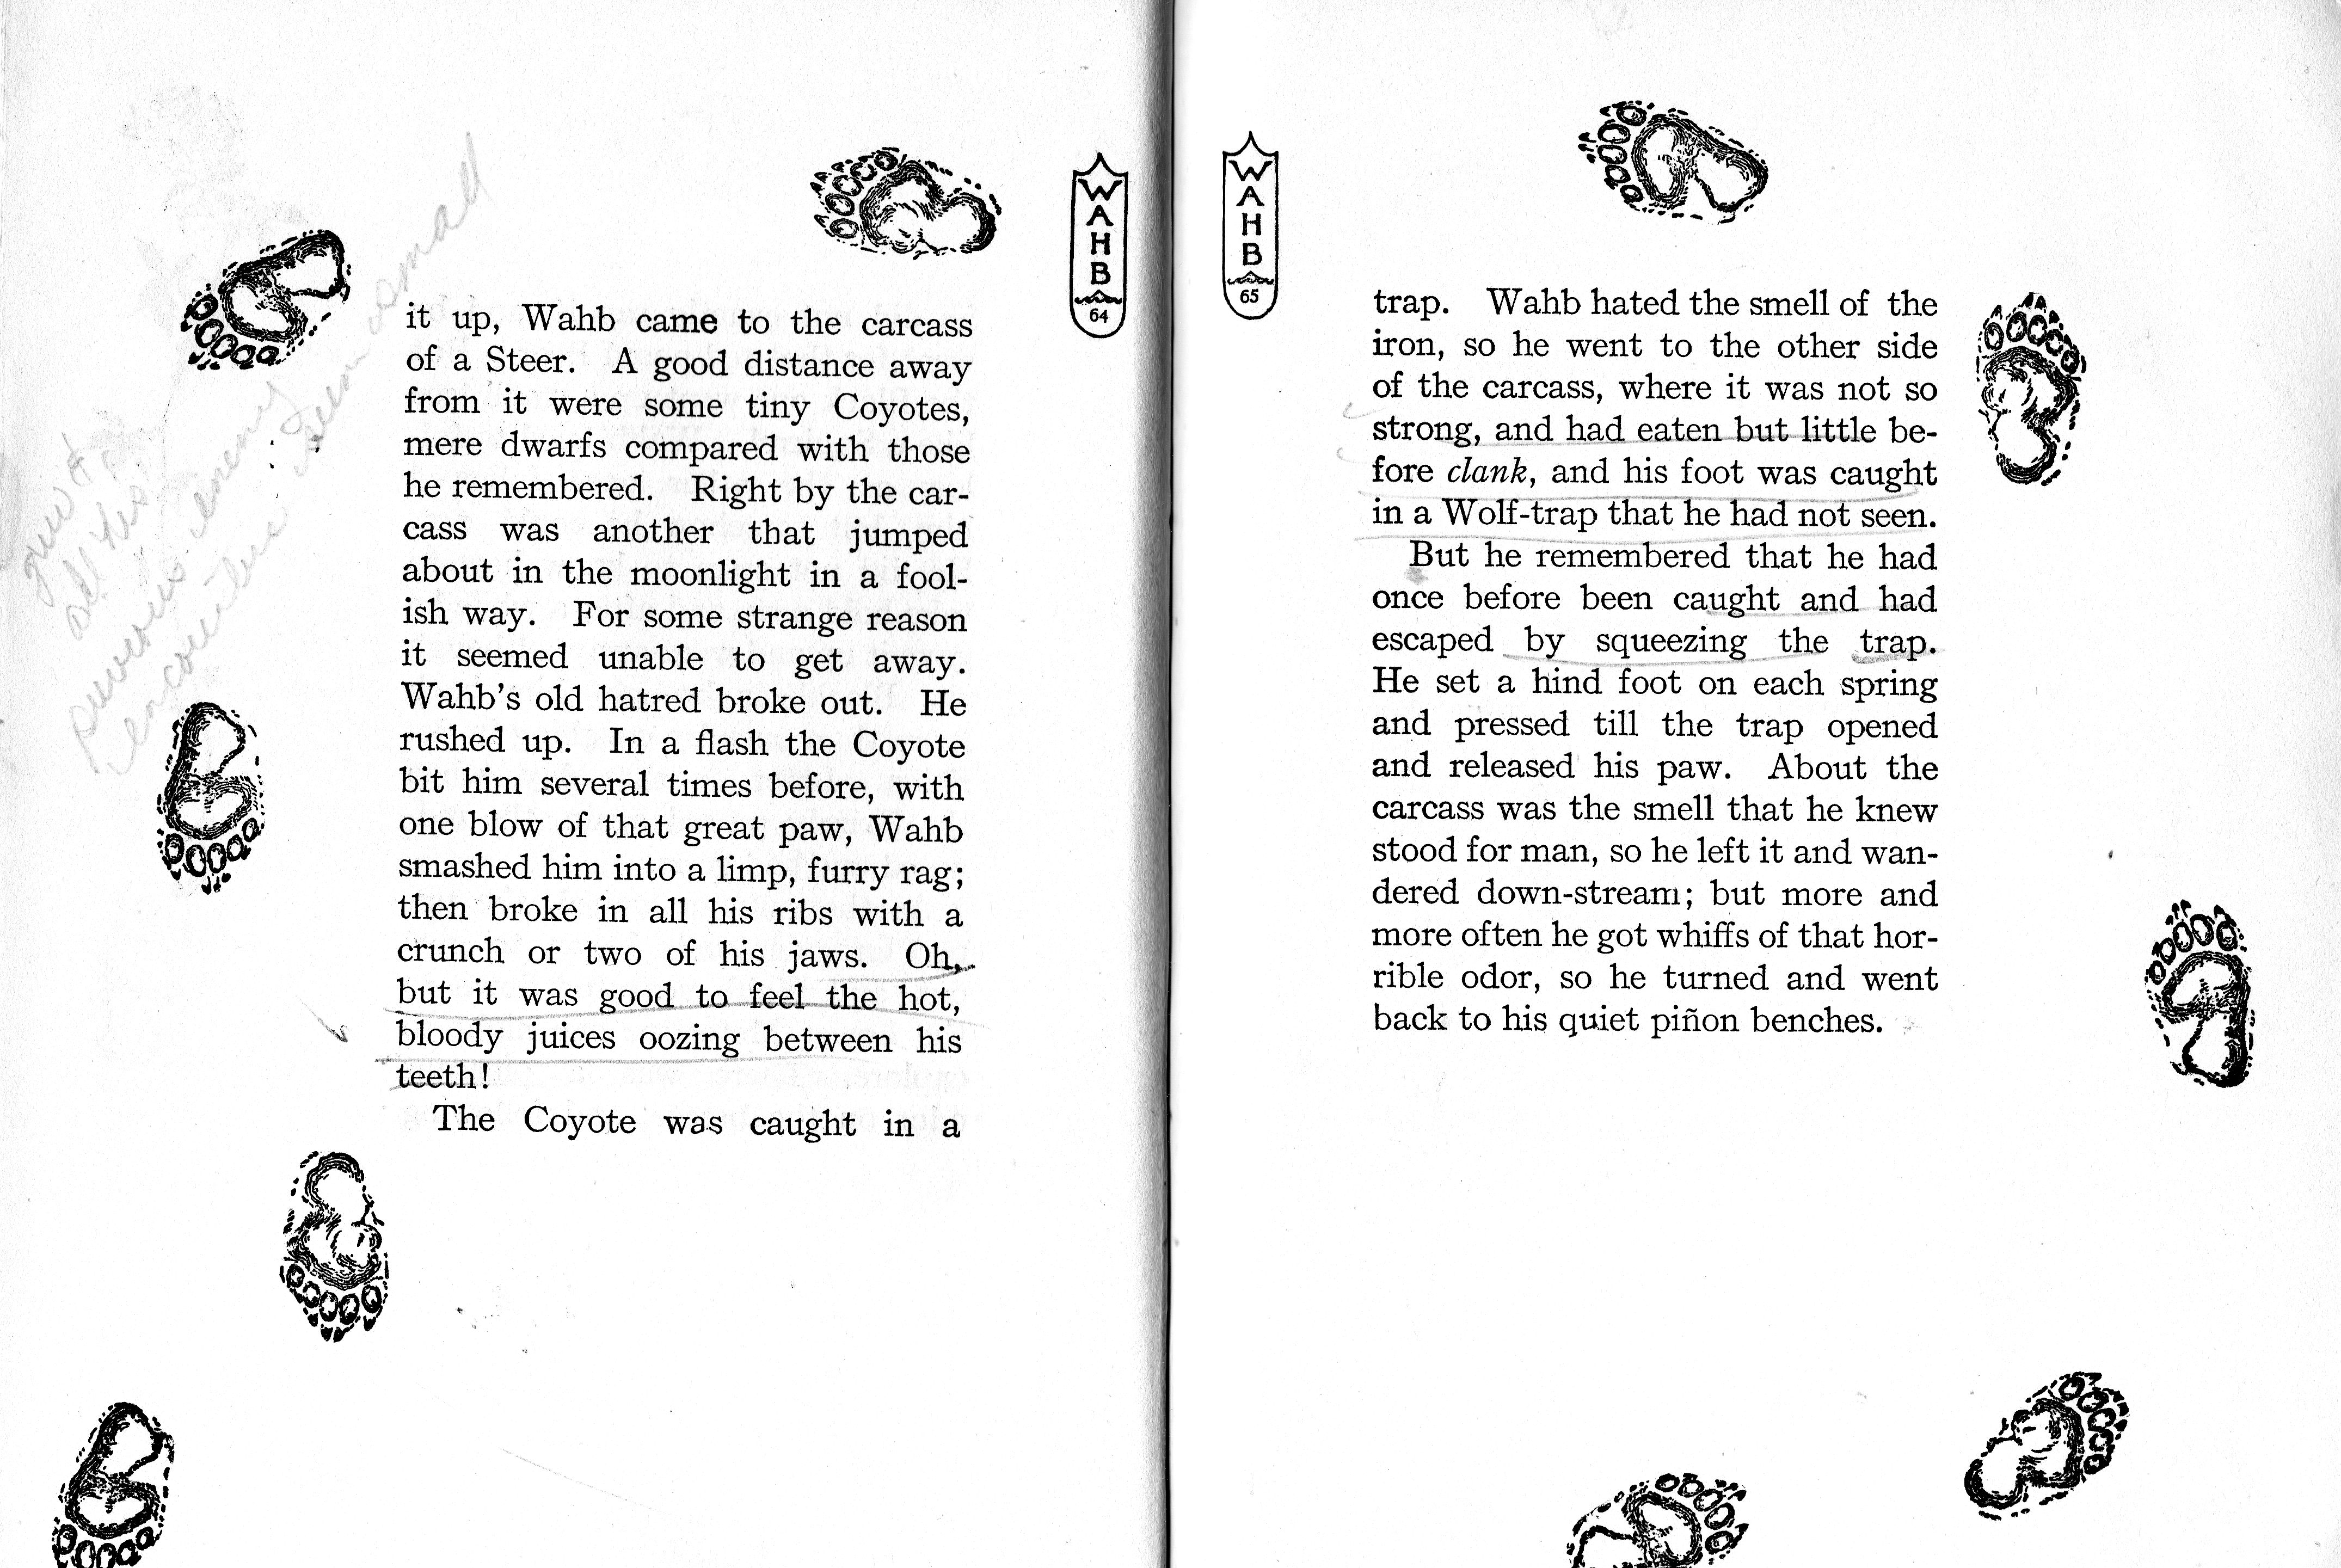 WAHB
64
it up, Wahb came to the carcass
of a Steer. A good distance away
from it were some tiny Coyotes,
mere dwarfs compared with those
he remembered. Right by the car-
cass was another that jumped
about in the moonlight in a fool-
ish way. For some strange reason
it seemed unable to get away.
Wahb's old hatred broke out. He
rushed up. In a flash the Coyote
bit him several times before, with
one blow of that great paw, Wahb
smashed him into a limp, furry rag;
then broke in all his ribs with a
crunch or two of his jaws. Oh,
but it was good to feel the hot,
bloody juices oozing between his
teeth!
The Coyote was caught in a
all his
previous enemy
encounters seem small
WAHB
65
trap. Wahb hated the smell of the
iron, so he went to the other side
of the carcass, where it was not so
strong, and had eaten but little be-
fore clank, and his foot was caught
in a Wolf-trap that he had not seen.
But he remembered that he had
once before been caught and had
escaped by squeezing the trap.
He set a hind foot on each spring
and pressed till the trap opened
and released his paw. About the
carcass was the smell that he knew
stood for man, so he left it and wan-
dered down-stream; but more and
more often he got whiffs of that hor-
rible odor, so he turned and went
back to his quiet piñon benches.